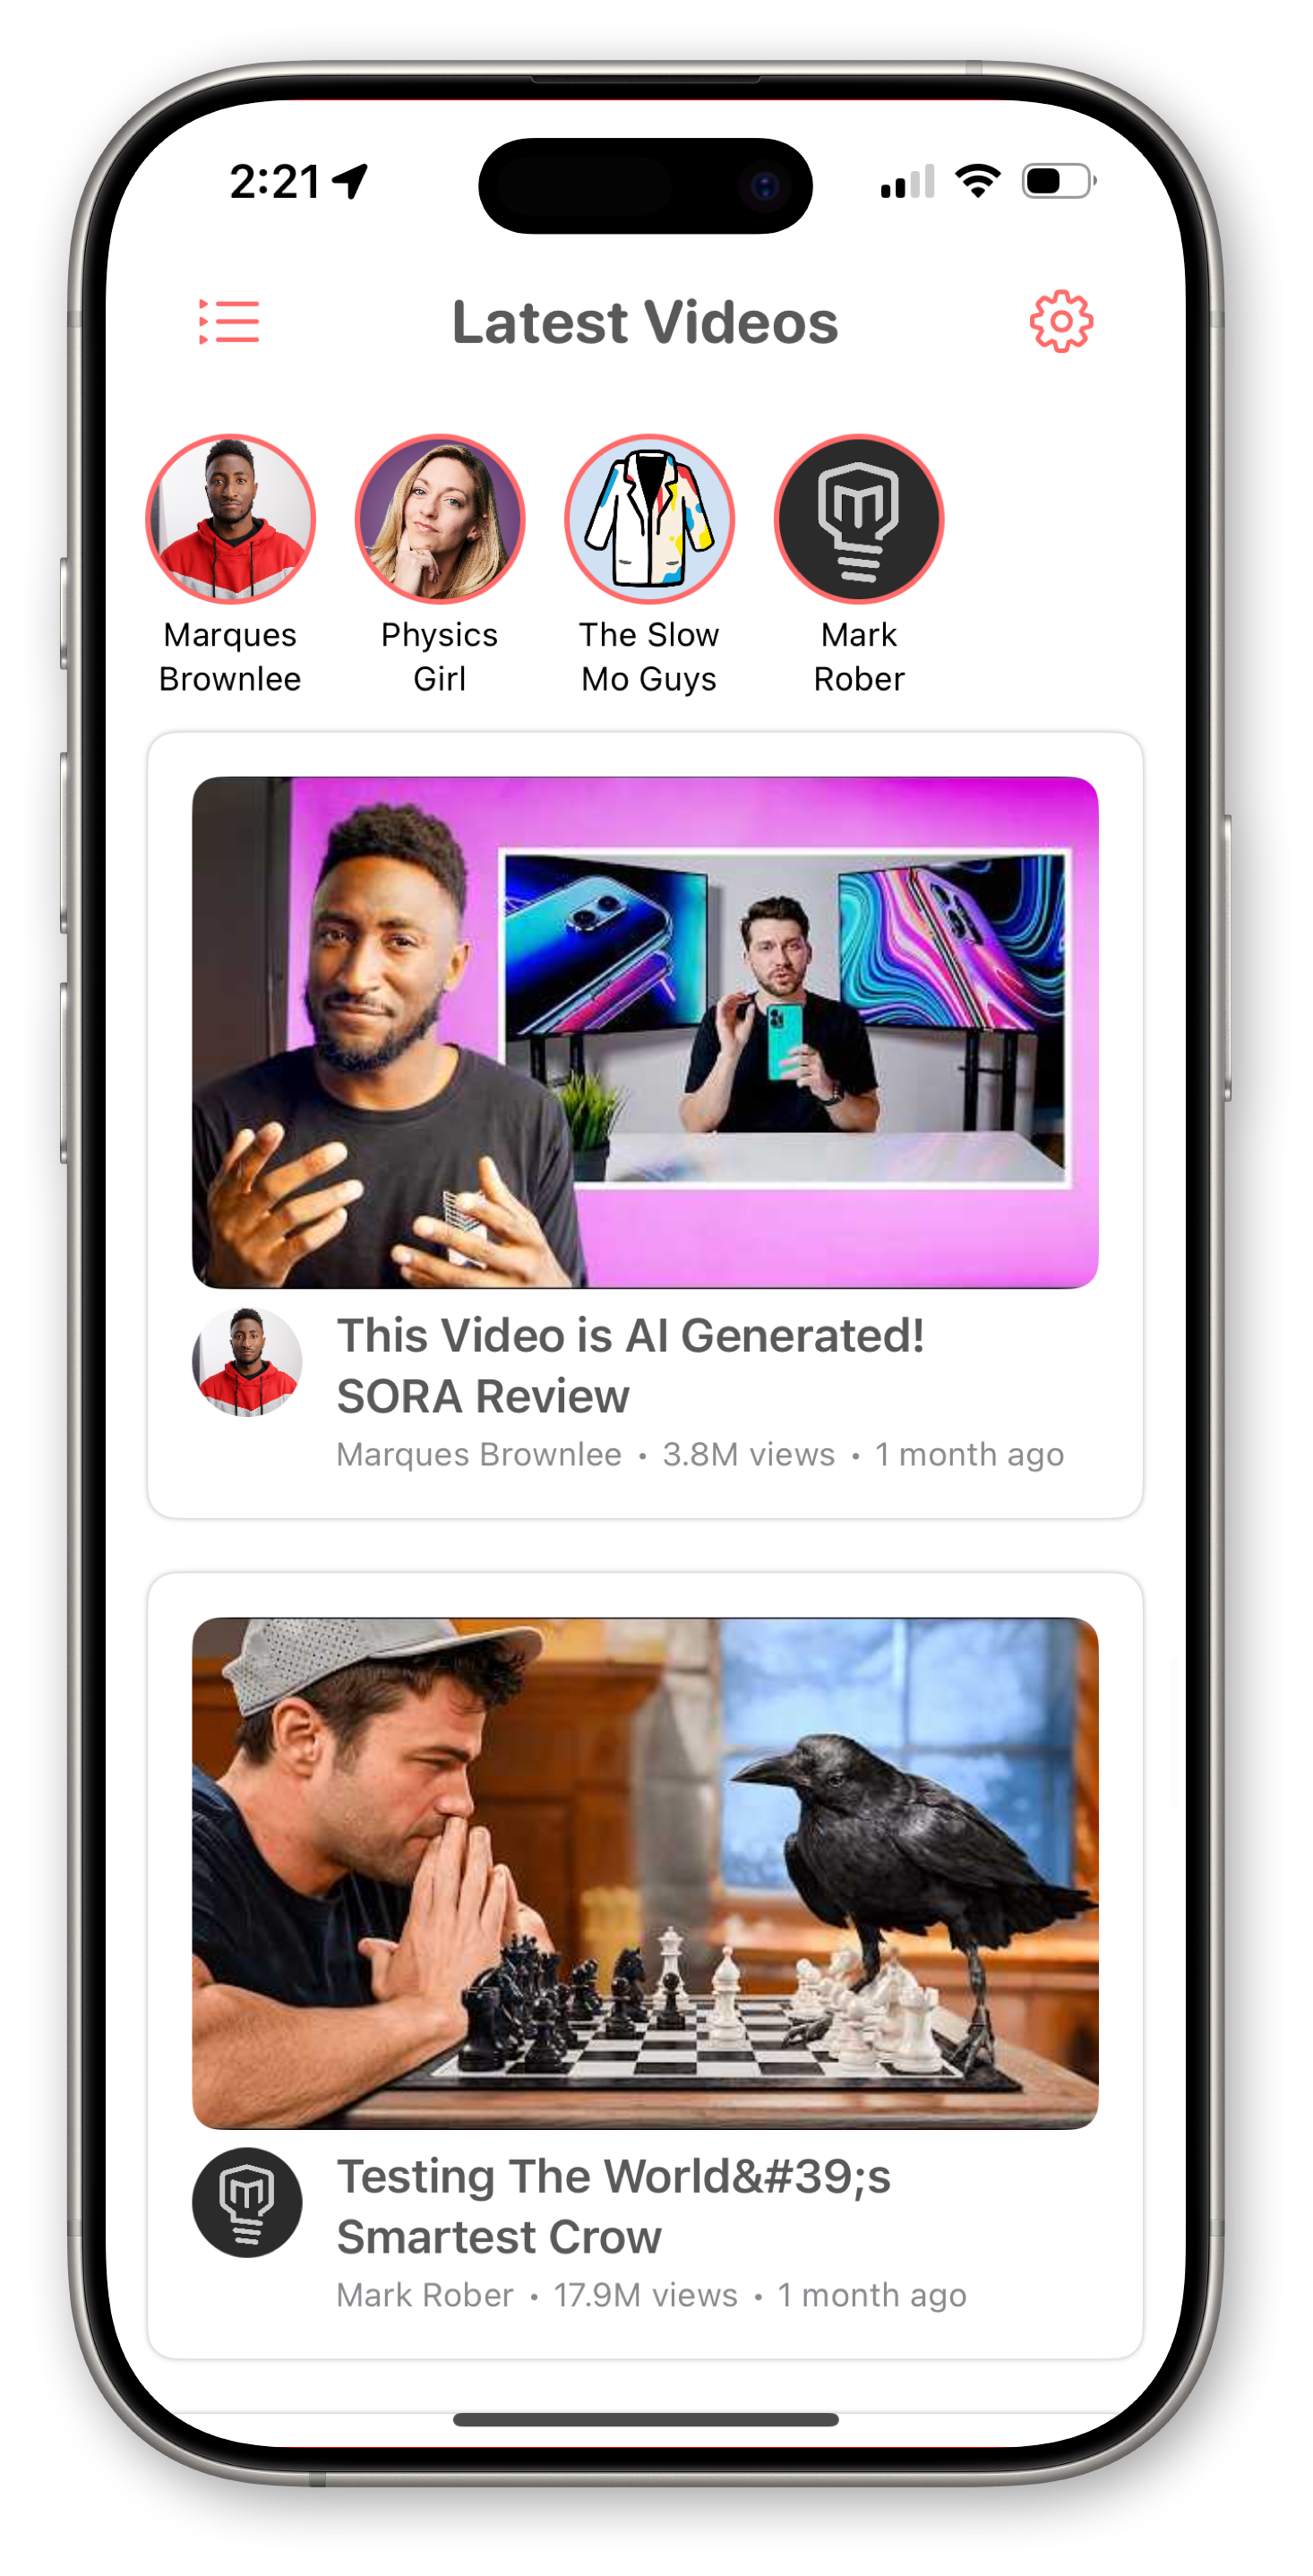 2:21
Latest Videos
Marques
Brownlee
Physics
Girl
The Slow
Mo Guys
Mark
Rober
This Video is AI Generated!
SORA Review
Marques Brownlee • 3.8M views • 1 month ago
Testing The World&#39;s
Smartest Crow
Mark Rober • 17.9M views • 1 month ago